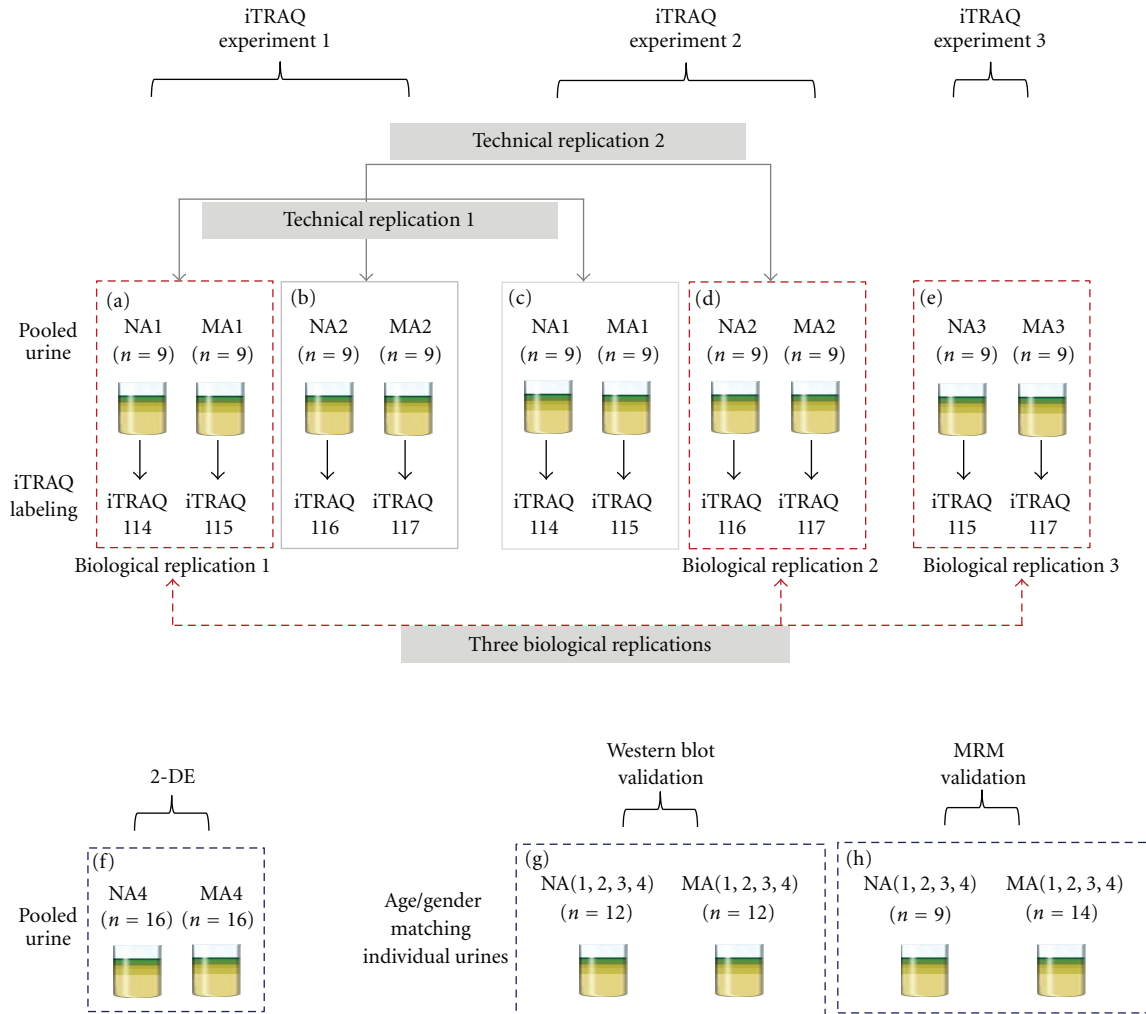 iTRAQ
experiment 1
iTRAQ
experiment 2
iTRAQ
experiment 3
Technical replication 2
Technical replication 1
Pooled
urine
(a)
NA1
(n = 9)
MA1
(n = 9)
(b)
NA2
(n = 9)
MA2
(n = 9)
(c)
NA1
(n = 9)
MA1
(n = 9)
(d)
NA2
(n = 9)
MA2
(n = 9)
(e)
NA3
(n = 9)
MA3
(n = 9)
iTRAQ
labeling
iTRAQ
114
iTRAQ
115
iTRAQ
116
iTRAQ
117
iTRAQ
114
iTRAQ
115
iTRAQ
116
iTRAQ
117
iTRAQ
115
iTRAQ
117
Biological replication 1
Biological replication 2
Biological replication 3
Three biological replications
2-DE
Western blot
validation
MRM
validation
Pooled
urine
(f)
NA4
(n = 16)
MA4
(n = 16)
Age/gender
matching
individual urines
(g)
NA(1, 2, 3, 4)
(n = 12)
MA(1, 2, 3, 4)
(n = 12)
(h)
NA(1, 2, 3, 4)
(n = 9)
MA(1, 2, 3, 4)
(n = 14)